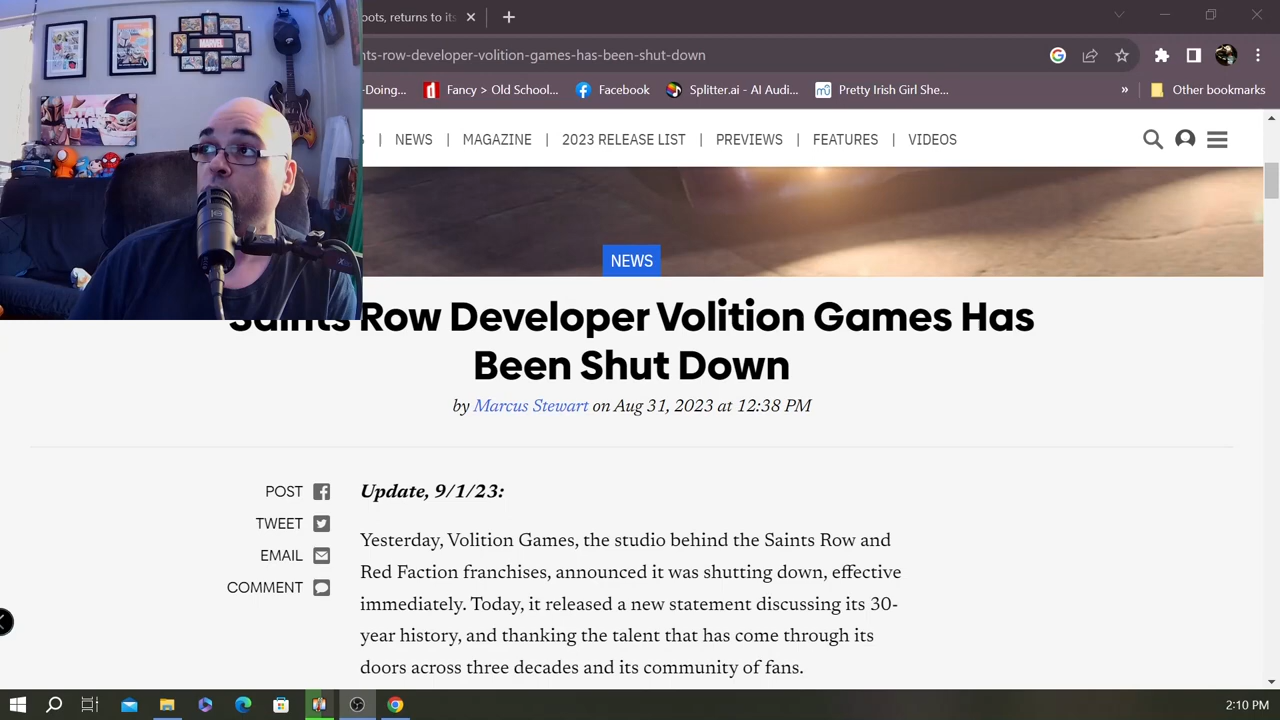 oots, returns to its
nts-row-developer-volition-games-has-been-shut-down
-Doing...
Fancy > Old School...
Facebook
Splitter.ai - AI Audi...
Pretty Irish Girl She...
»
Other bookmarks
MARVEL
STAR
WARS
S | NEWS | MAGAZINE | 2023 RELEASE LIST | PREVIEWS | FEATURES | VIDEOS
NEWS
Saints Row Developer Volition Games Has
Been Shut Down
by Marcus Stewart on Aug 31, 2023 at 12:38 PM
POST
TWEET
EMAIL
COMMENT
Update, 9/1/23:
Yesterday, Volition Games, the studio behind the Saints Row and
Red Faction franchises, announced it was shutting down, effective
immediately. Today, it released a new statement discussing its 30-
year history, and thanking the talent that has come through its
doors across three decades and its community of fans.
2:10 PM